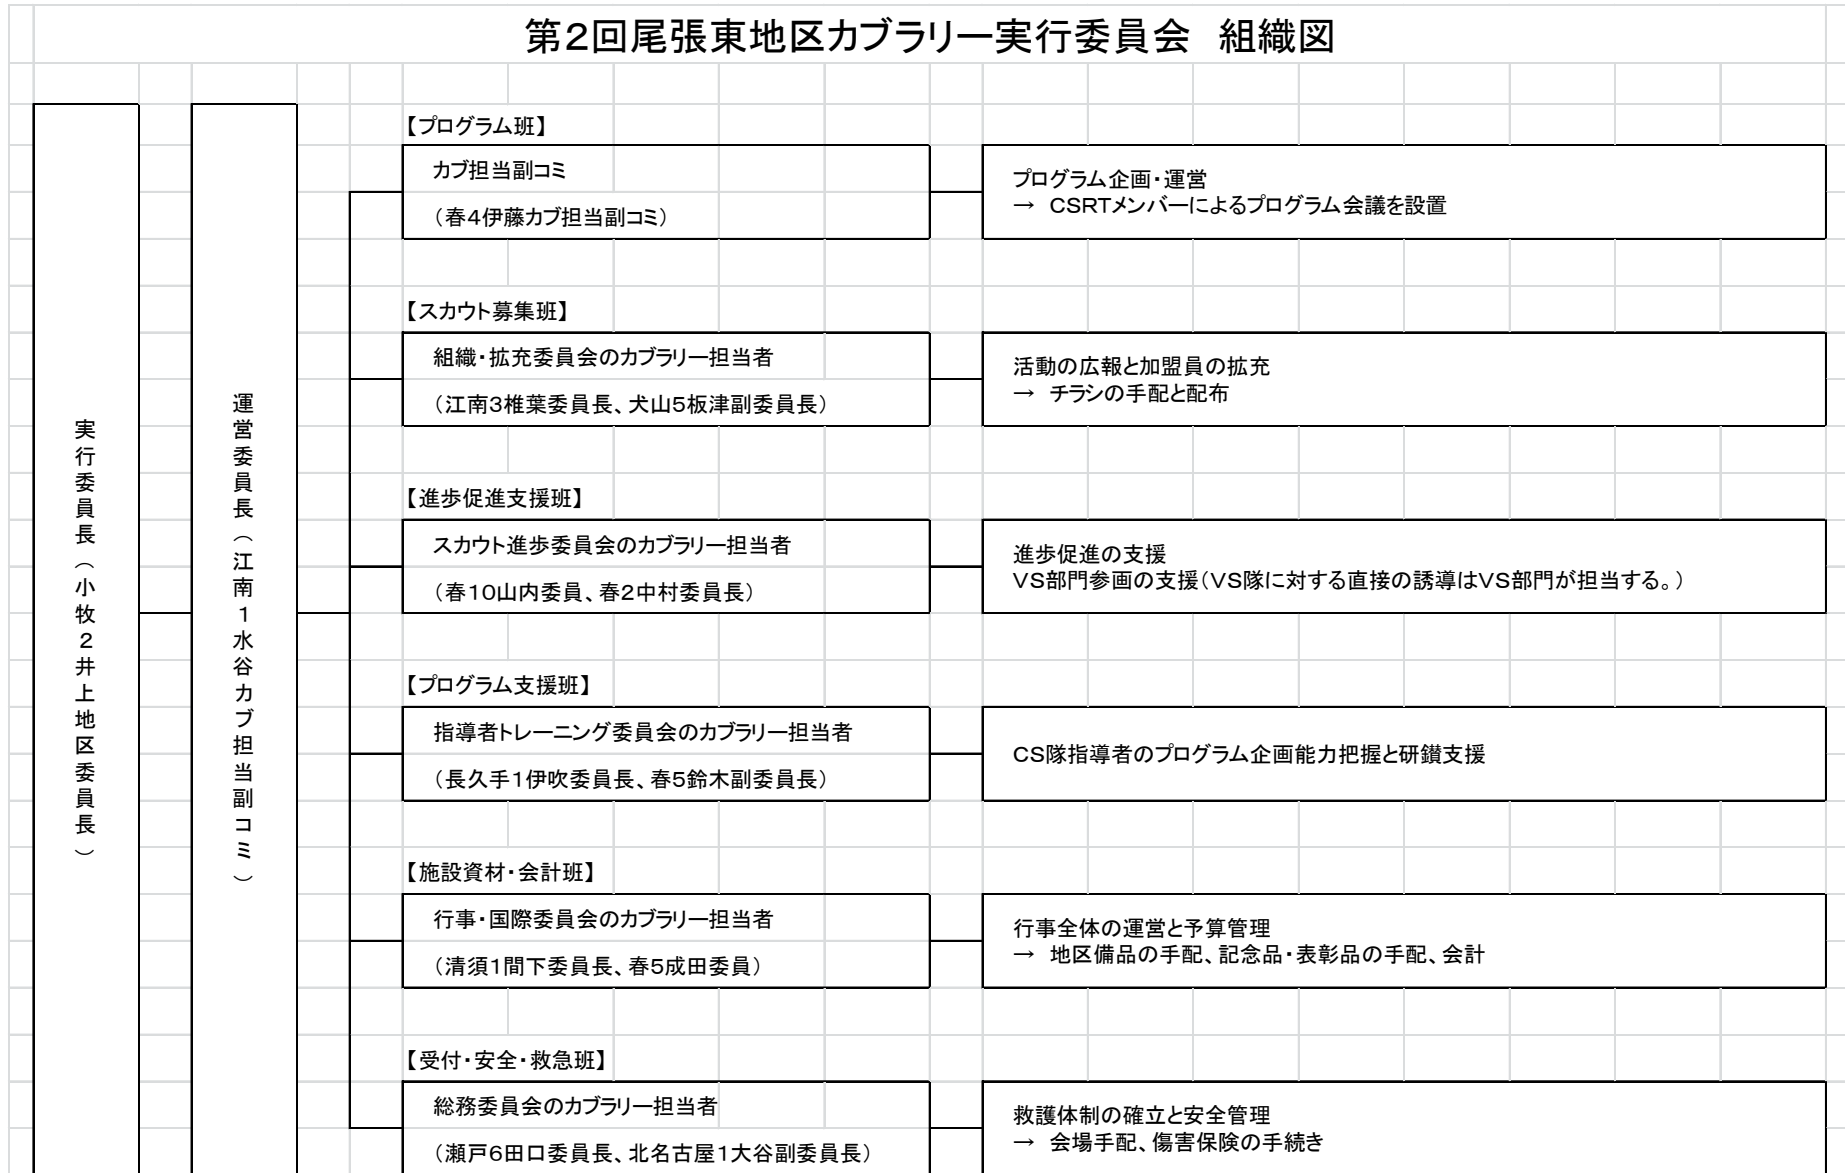 第2回尾張東地区カブラリー実行委員会　組織図
実行委員長（小牧２井上地区委員長）
運営委員長（江南１水谷カブ担当副コミ）
【プログラム班】
カブ担当副コミ
（春4伊藤カブ担当副コミ）
プログラム企画・運営
→　CSRTメンバーによるプログラム会議を設置
【スカウト募集班】
組織・拡充委員会のカブラリー担当者
（江南3椎葉委員長、犬山5板津副委員長）
活動の広報と加盟員の拡充
→　チラシの手配と配布
【進歩促進支援班】
スカウト進歩委員会のカブラリー担当者
（春10山内委員、春2中村委員長）
進歩促進の支援
VS部門参画の支援（VS隊に対する直接の誘導はVS部門が担当する。）
【プログラム支援班】
指導者トレーニング委員会のカブラリー担当者
（長久手1伊吹委員長、春5鈴木副委員長）
CS隊指導者のプログラム企画能力把握と研鑚支援
【施設資材・会計班】
行事・国際委員会のカブラリー担当者
（清須1間下委員長、春5成田委員）
行事全体の運営と予算管理
→　地区備品の手配、記念品・表彰品の手配、会計
【受付・安全・救急班】
総務委員会のカブラリー担当者
（瀬戸6田口委員長、北名古屋1大谷副委員長）
救護体制の確立と安全管理
→　会場手配、傷害保険の手続き